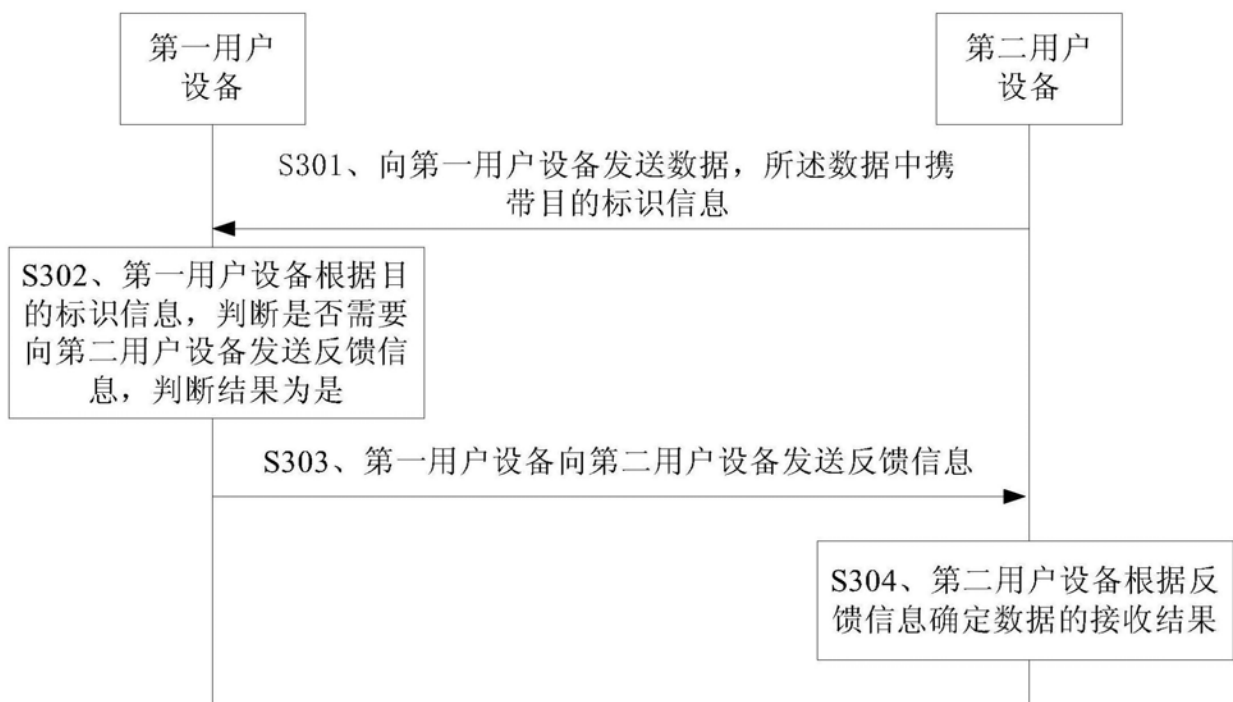 第一用户
设备
第二用户
设备
S301、向第一用户设备发送数据，所述数据中携
带目的标识信息
S302、第一用户设备根据目
的标识信息，判断是否需要
向第二用户设备发送反馈信
息，判断结果为是
S303、第一用户设备向第二用户设备发送反馈信息
S304、第二用户设备根据反
馈信息确定数据的接收结果